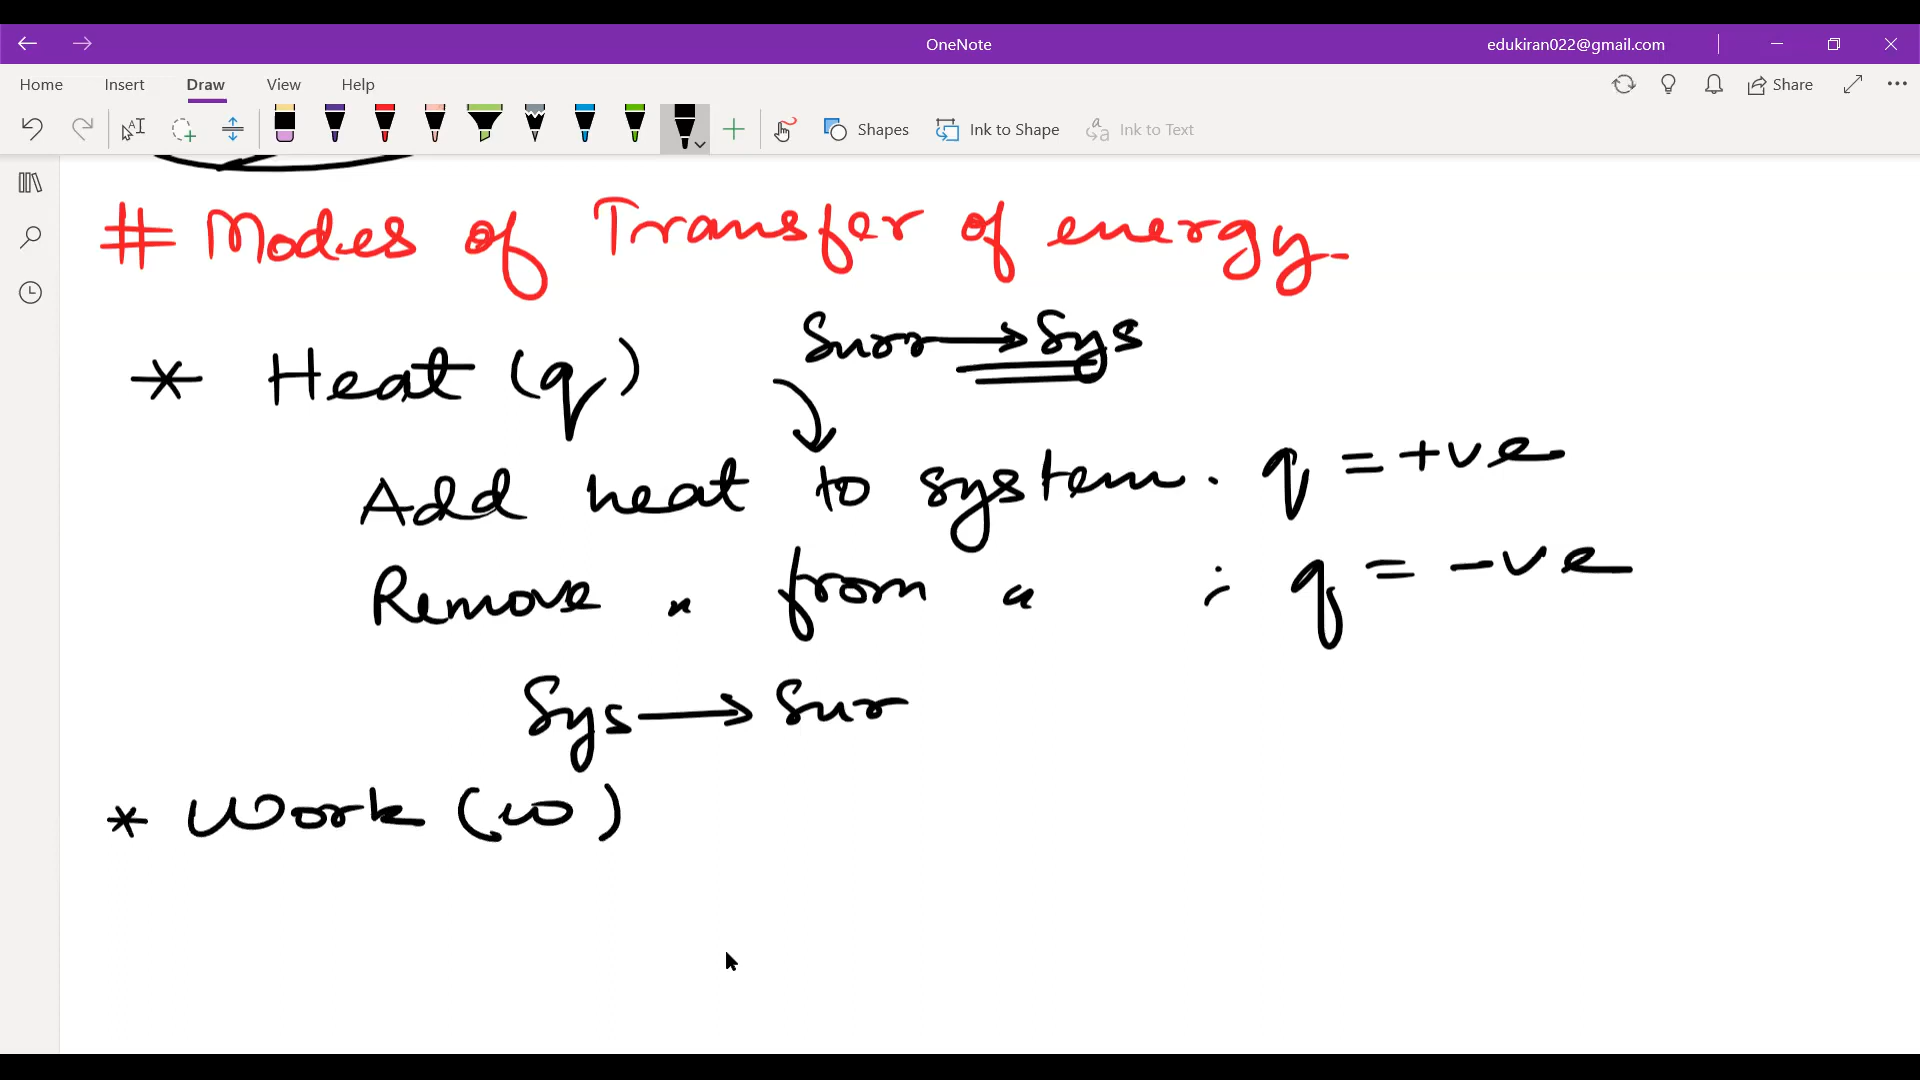 OneNote
edukiran022@gmail.com
Home Insert Draw View Help
Share
Shapes Ink to Shape Ink to Text
# Modes of Transfer of energy.
Surr → Sys
* Heat (q)
Add heat to system. q = +ve
Remove " from " : q = -ve
Sys → Sur
* Work (w)